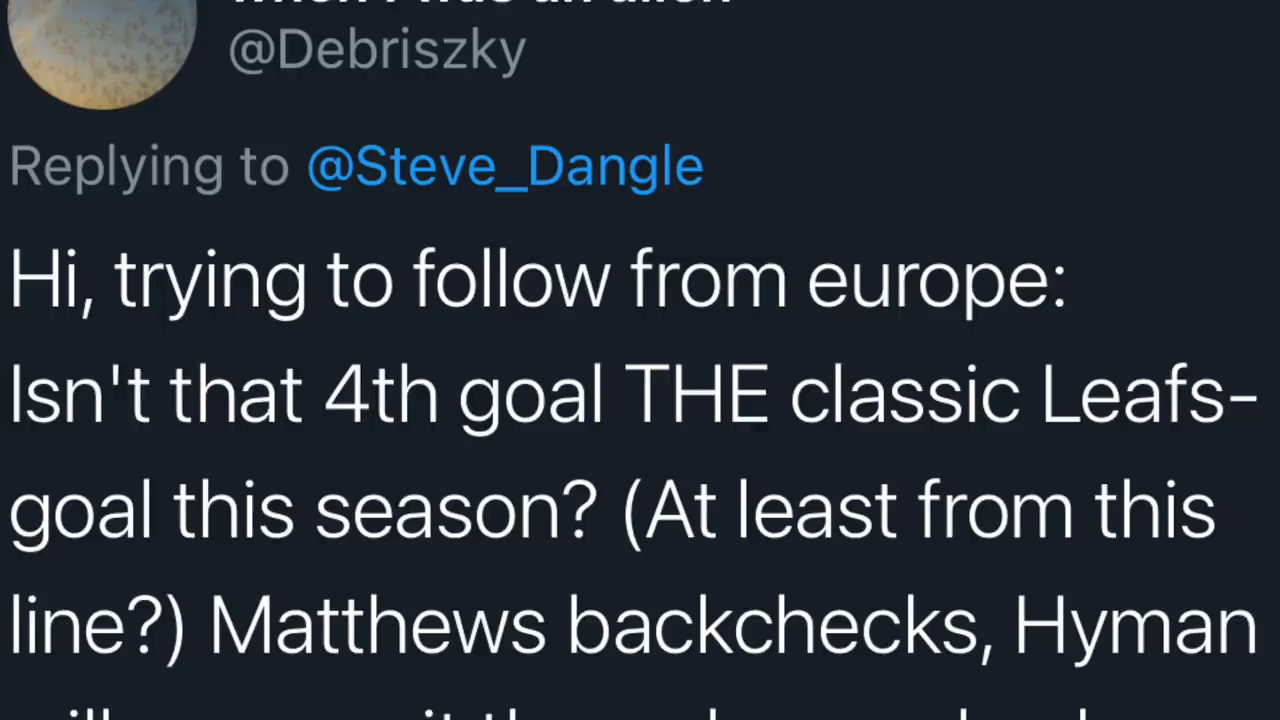 @Debriszky
Replying to @Steve_Dangle
Hi, trying to follow from europe:
Isn't that 4th goal THE classic Leafs-
goal this season? (At least from this
line?) Matthews backchecks, Hyman